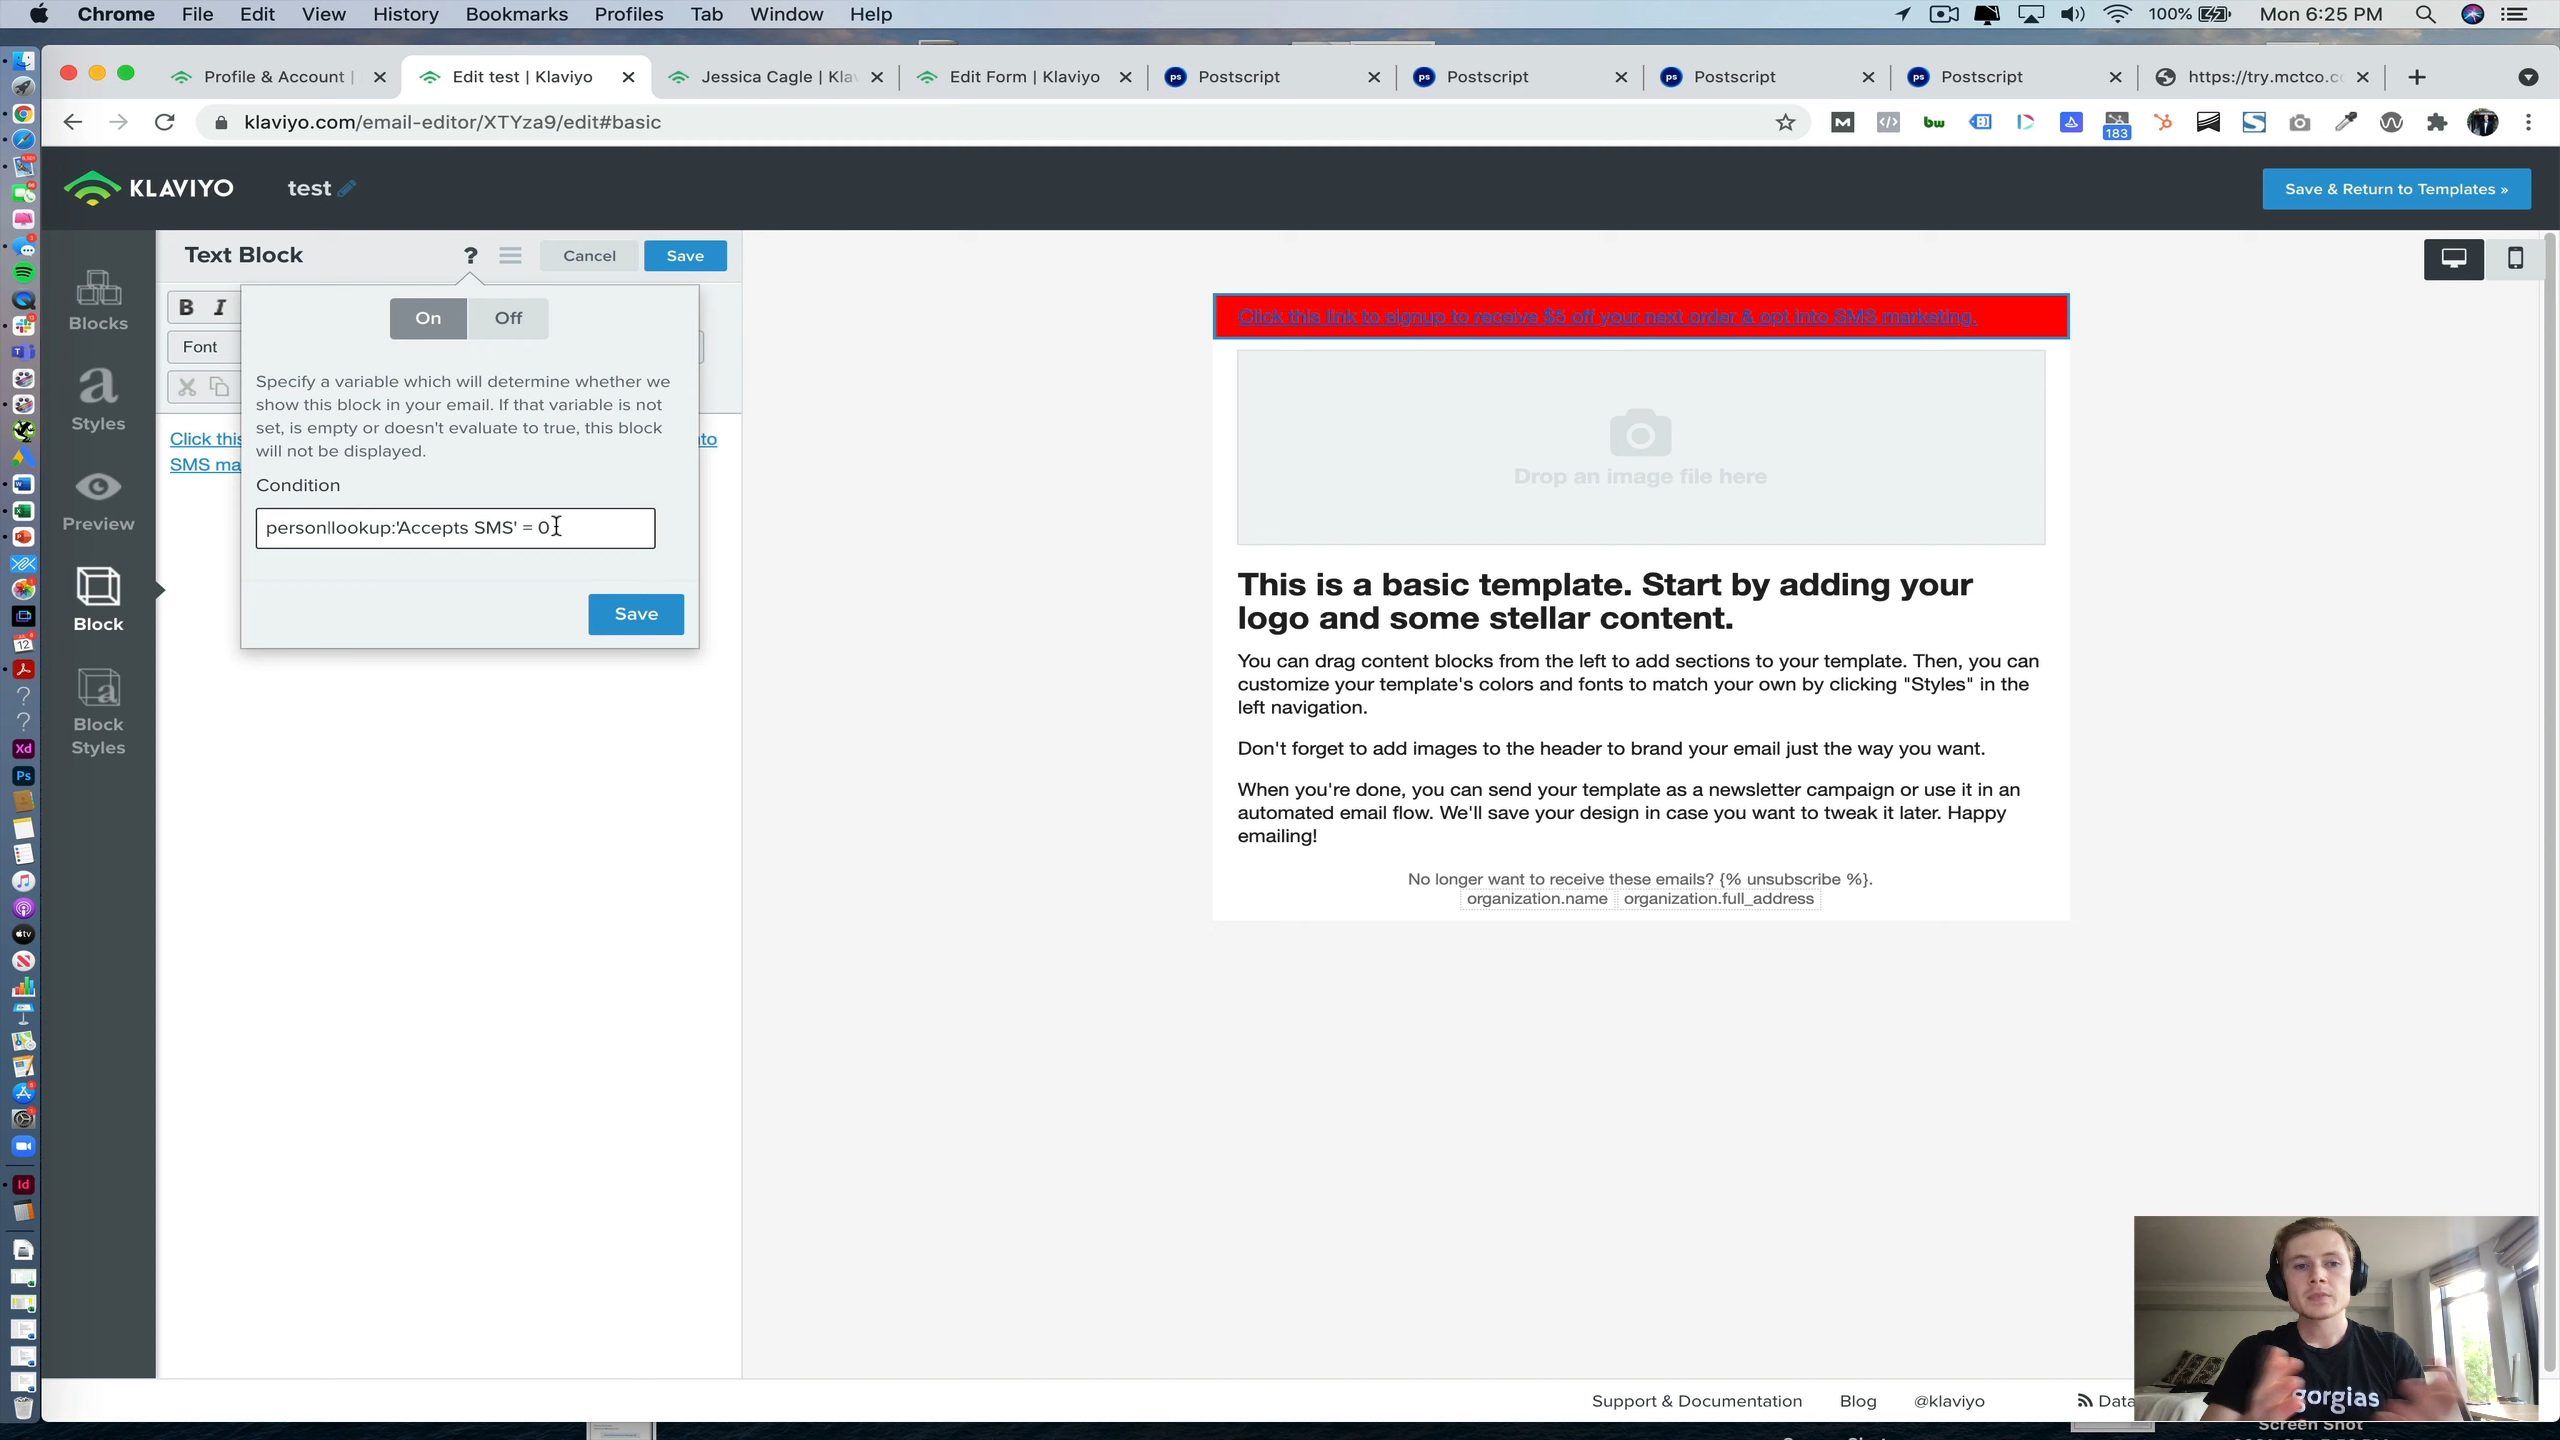 Chrome File Edit View History Bookmarks Profiles Tab Window Help 100% Mon 6:25 PM
Profile & Account | Edit test | Klaviyo Jessica Cagle | Kla Edit Form | Klaviyo Postscript Postscript Postscript Postscript https://try.mctco.c
klaviyo.com/email-editor/XTYza9/edit#basic
183
KLAVIYO test Save & Return to Templates »
Text Block ? Cancel Save
B I
On Off
Font
Specify a variable which will determine whether we
show this block in your email. If that variable is not
set, is empty or doesn't evaluate to true, this block
will not be displayed.
Click this to
SMS ma
Condition
person|lookup:'Accepts SMS' = 0
Save
Blocks
Styles
Preview
Block
Block
Styles
Click this link to signup to receive $5 off your next order & opt into SMS marketing.
Drop an image file here
This is a basic template. Start by adding your
logo and some stellar content.
You can drag content blocks from the left to add sections to your template. Then, you can
customize your template's colors and fonts to match your own by clicking "Styles" in the
left navigation.
Don't forget to add images to the header to brand your email just the way you want.
When you're done, you can send your template as a newsletter campaign or use it in an
automated email flow. We'll save your design in case you want to tweak it later. Happy
emailing!
No longer want to receive these emails? {% unsubscribe %}.
organization.name organization.full_address
Support & Documentation Blog @klaviyo Data
gorgias
Screen Shot